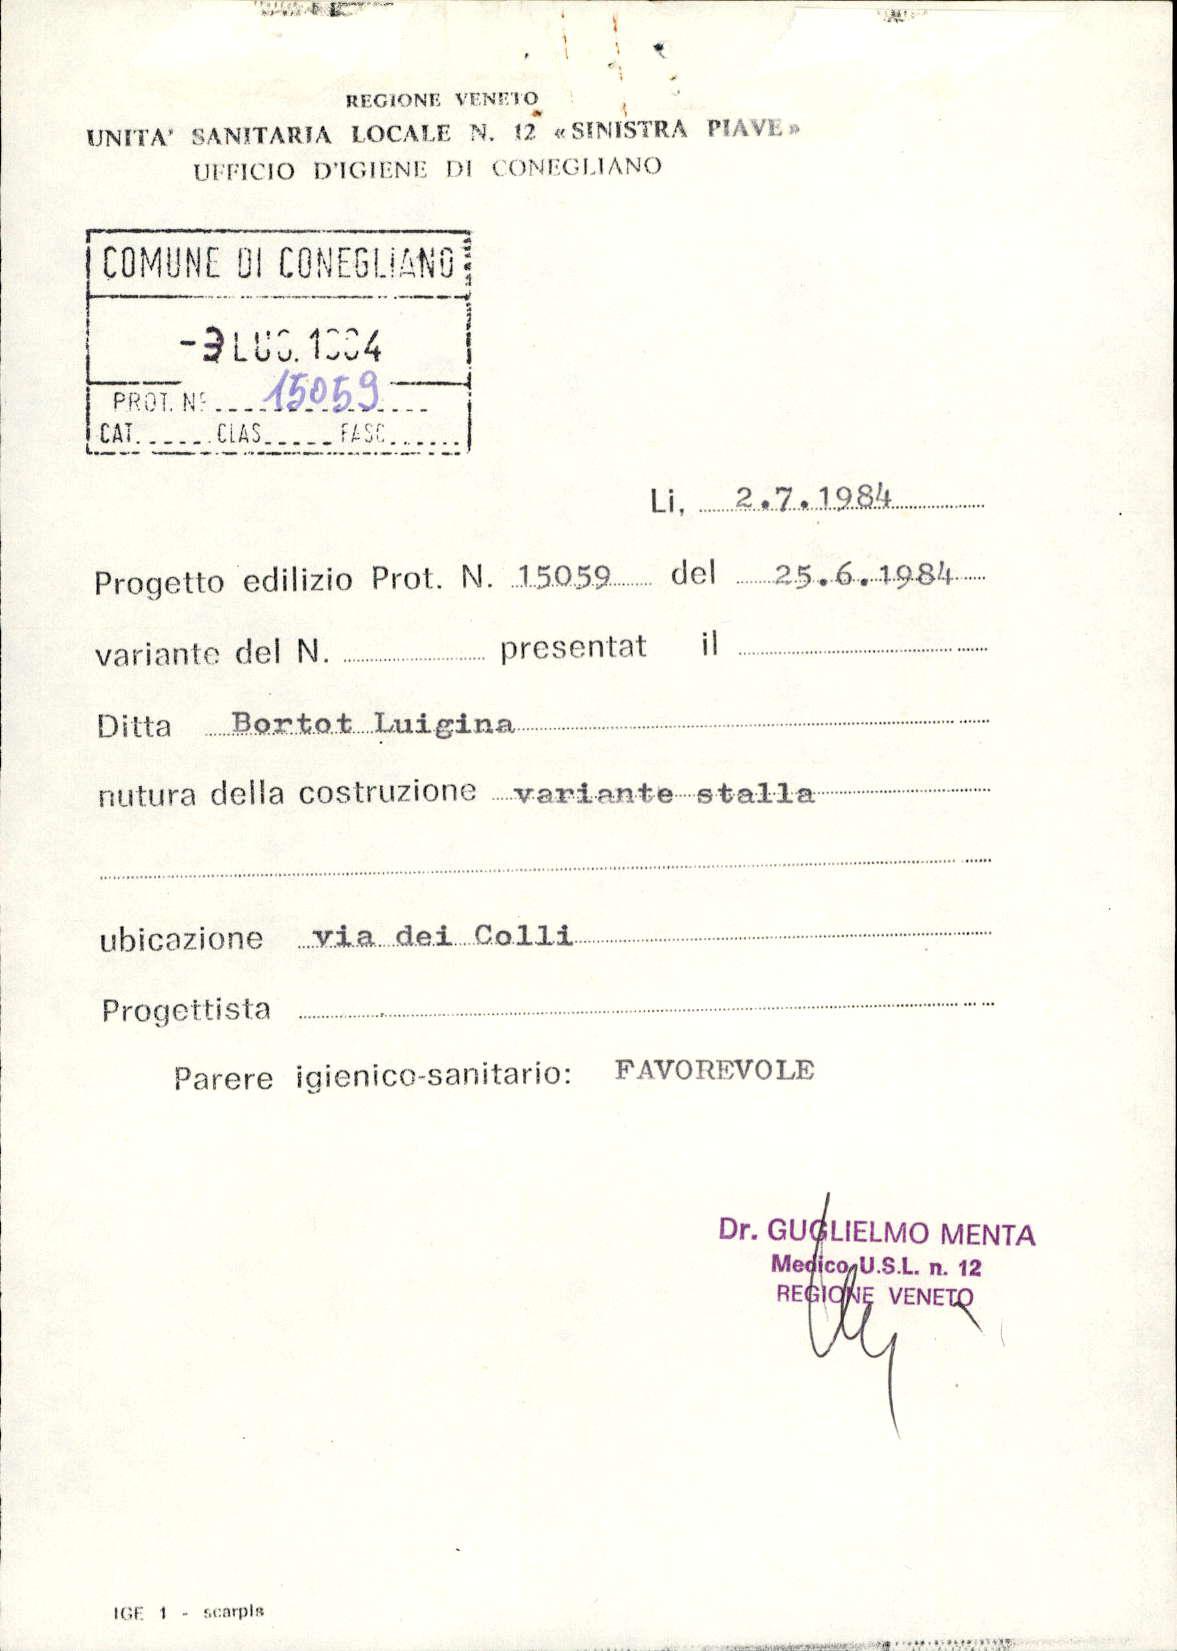 REGIONE VENETO
UNITA' SANITARIA LOCALE N. 12 «SINISTRA PIAVE»
UFFICIO D'IGIENE DI CONEGLIANO
COMUNE DI CONEGLIANO
-3 LUG. 1984
PROT. N° 15059
CAT. CLAS. FASC.
Li, 2.7.1984
Progetto edilizio Prot. N. 15059 del 25.6.1984
variante del N. presentat il
Ditta Bortot Luigina
nutura della costruzione variante stalla
ubicazione via dei Colli
Progettista
Parere igienico-sanitario: FAVOREVOLE
Dr. GUGLIELMO MENTA
Medico U.S.L. n. 12
REGIONE VENETO
IGE 1 - scarpis